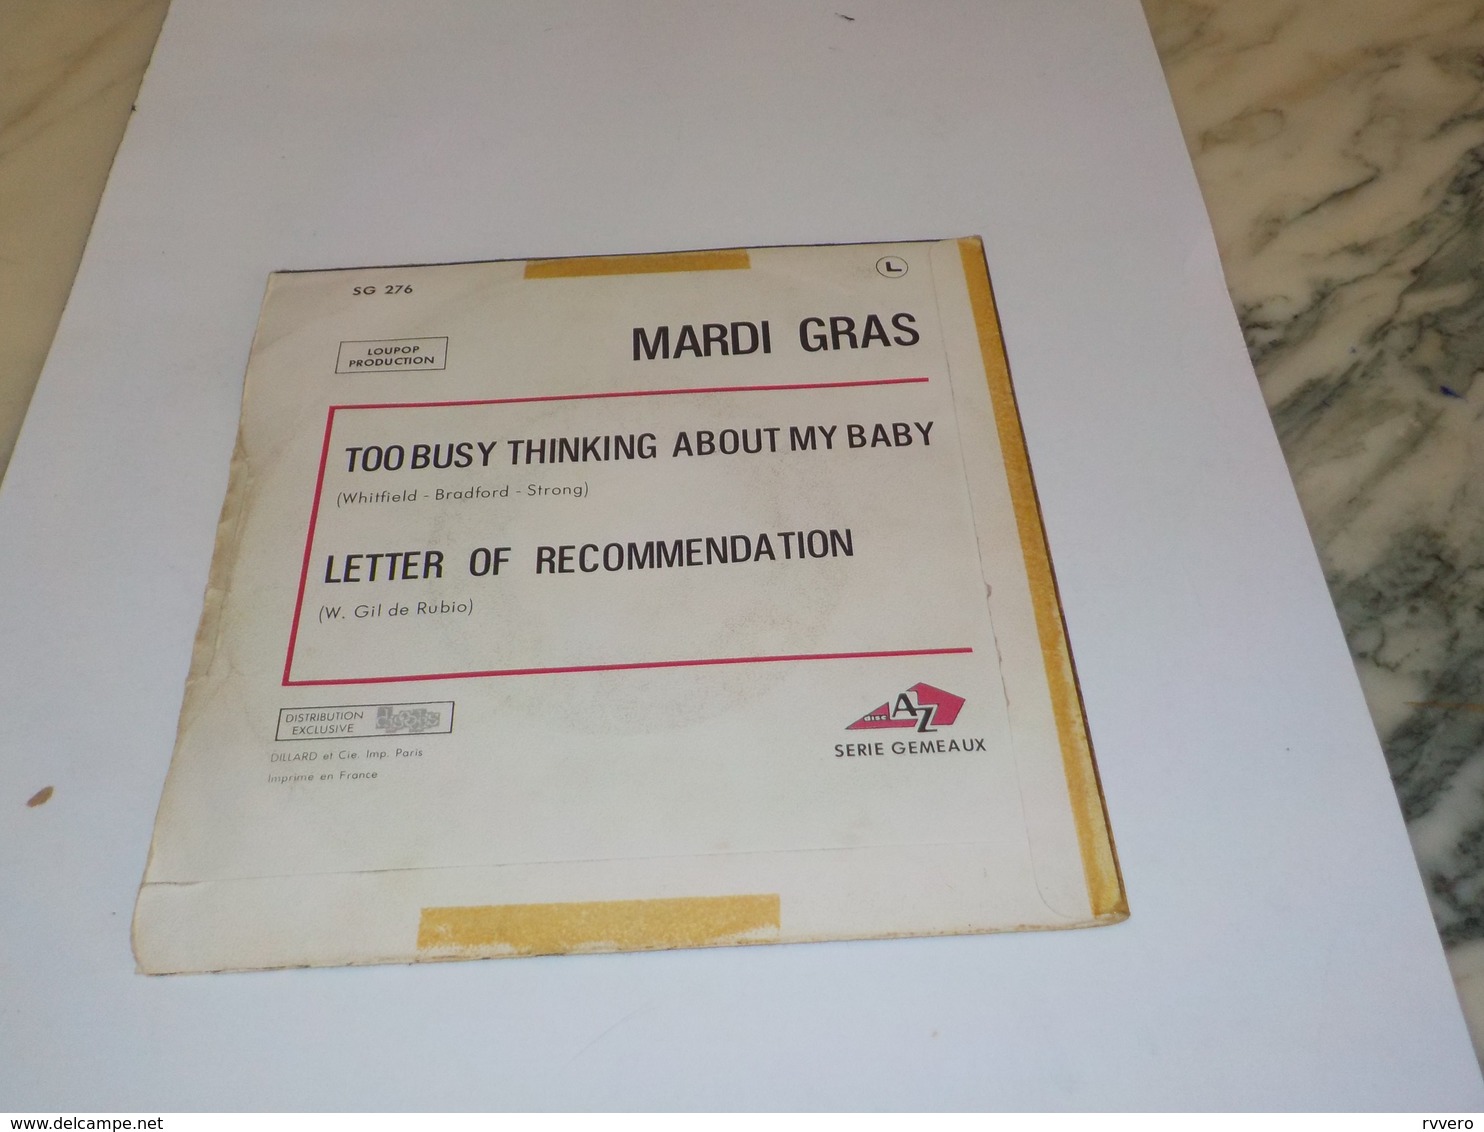 SG 276
L
MARDI GRAS
LOUPOP
PRODUCTION
TOO BUSY THINKING ABOUT MY BABY
(Whitfield - Bradford - Strong)
LETTER OF RECOMMENDATION
(W. Gil de Rubio)
DISTRIBUTION
EXCLUSIVE
DILLARD et Cie. Imp. Paris
Imprimé en France
disc AZ
SERIE GEMEAUX
www.delcampe.net
rvvero